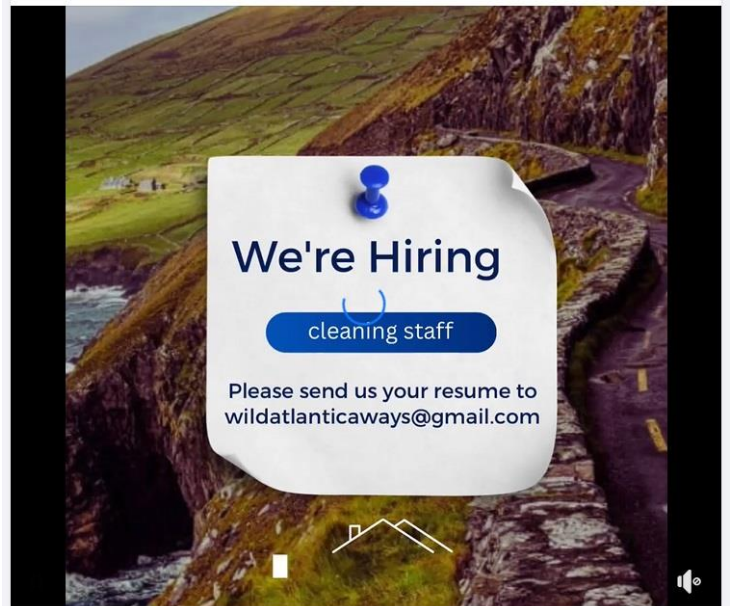 We're Hiring
cleaning staff
Please send us your resume to
wildatlanticaways@gmail.com